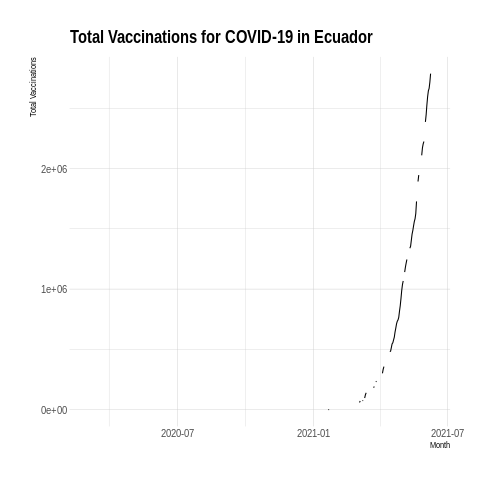 Total Vaccinations for COVID-19 in Ecuador
Total Vaccinations
2e+06
1e+06
0e+00
2020-07
2021-01
2021-07
Month